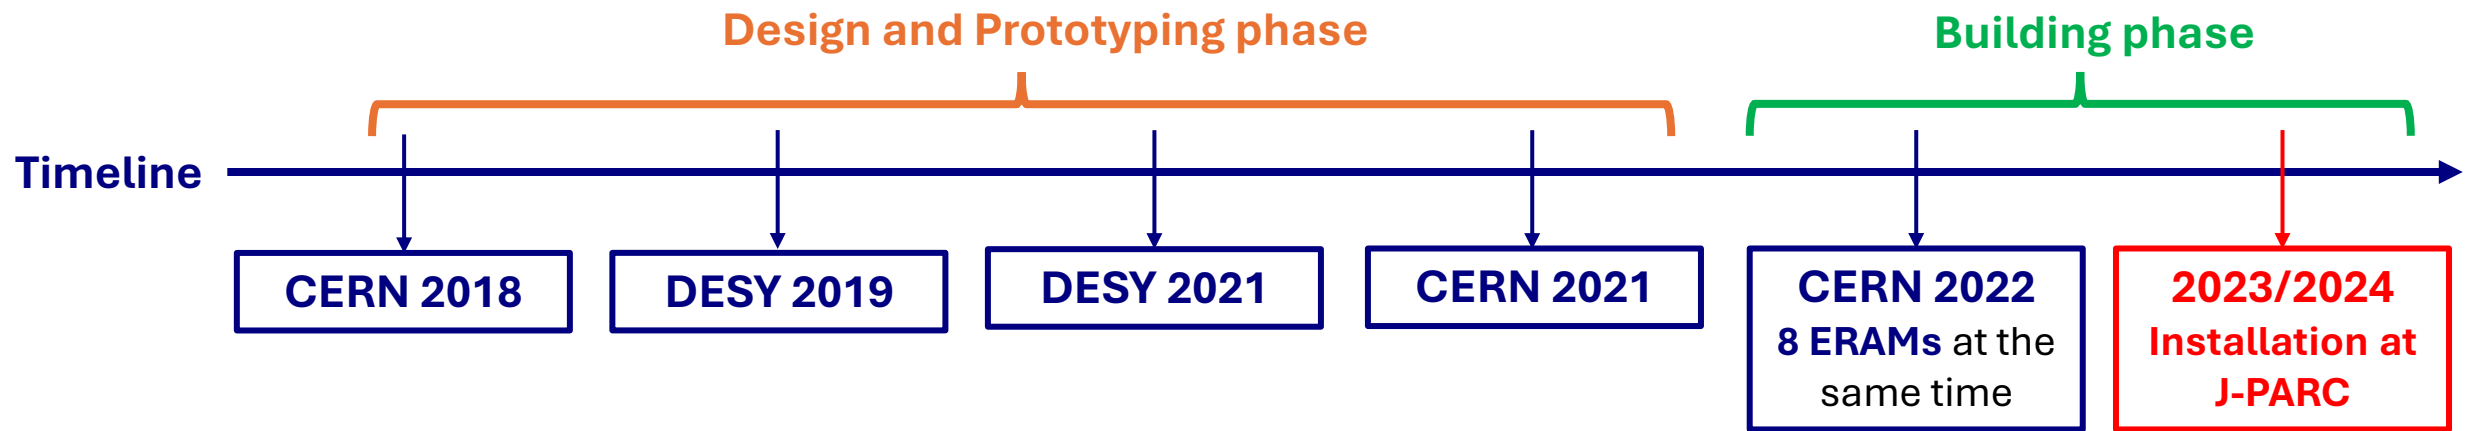 Design and Prototyping phase
Building phase
Timeline
CERN 2018
DESY 2019
DESY 2021
CERN 2021
CERN 2022
8 ERAMs at the
same time
2023/2024
Installation at
J-PARC